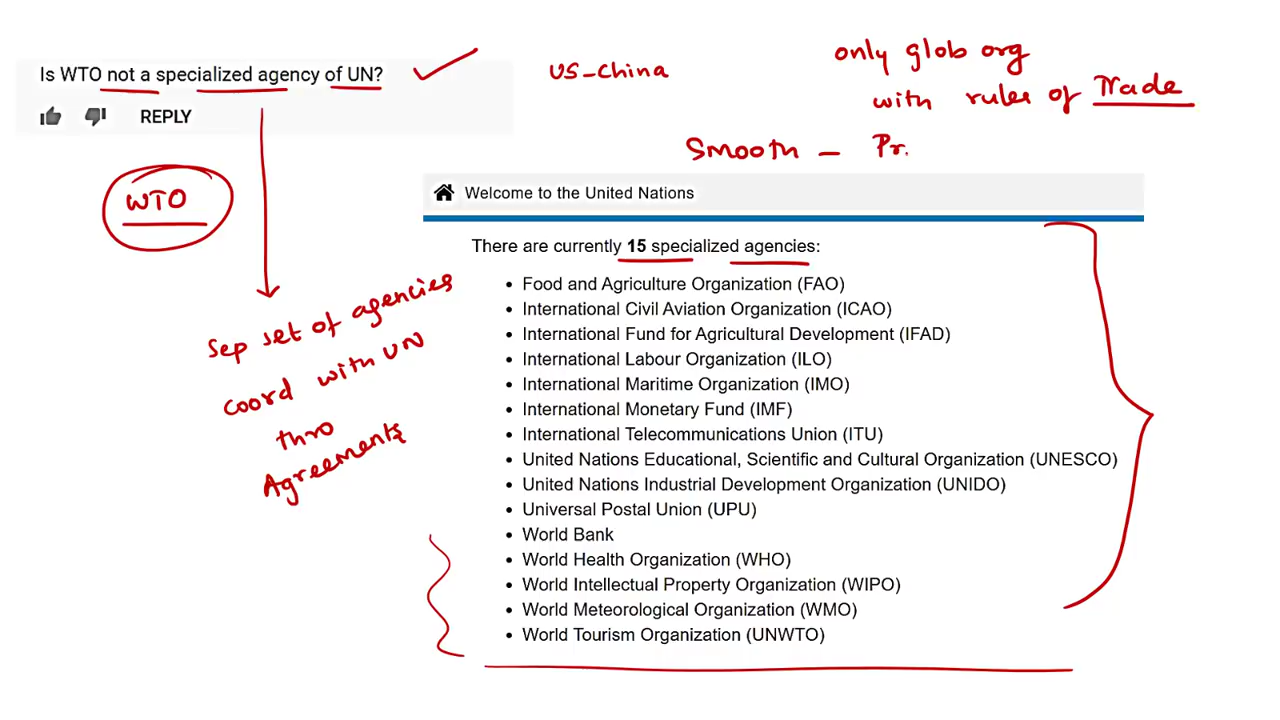 Is WTO not a specialized agency of UN?
REPLY
US-China
only glob org
with rules of Trade
Smooth - Pr.
WTO
Sep set of agencies
coord with UN
thro
Agreements
Welcome to the United Nations
There are currently 15 specialized agencies:
• Food and Agriculture Organization (FAO)
• International Civil Aviation Organization (ICAO)
• International Fund for Agricultural Development (IFAD)
• International Labour Organization (ILO)
• International Maritime Organization (IMO)
• International Monetary Fund (IMF)
• International Telecommunications Union (ITU)
• United Nations Educational, Scientific and Cultural Organization (UNESCO)
• United Nations Industrial Development Organization (UNIDO)
• Universal Postal Union (UPU)
• World Bank
• World Health Organization (WHO)
• World Intellectual Property Organization (WIPO)
• World Meteorological Organization (WMO)
• World Tourism Organization (UNWTO)